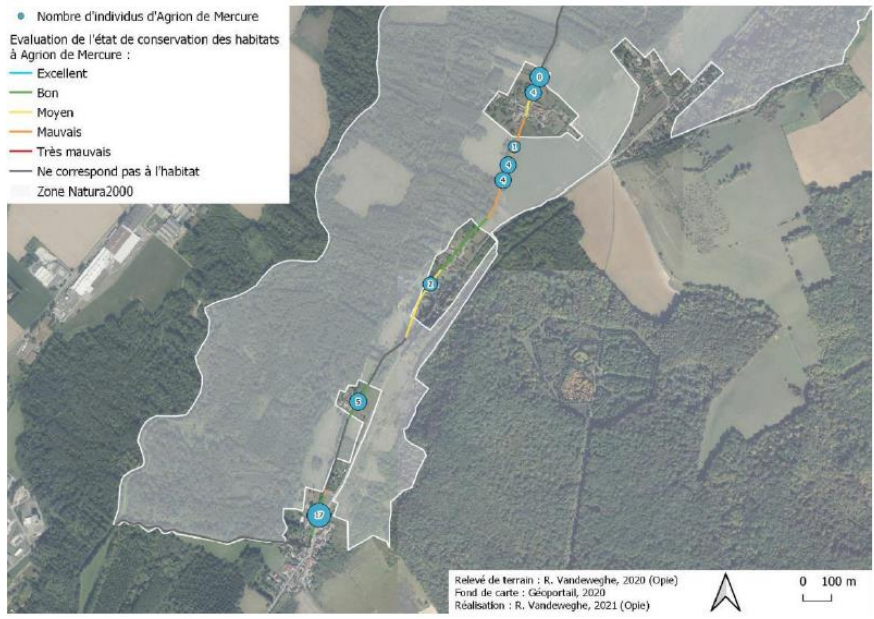 Nombre d'individus d'Agrion de Mercure
Evaluation de l'état de conservation des habitats
à Agrion de Mercure :
Excellent
Bon
Moyen
Mauvais
Très mauvais
Ne correspond pas à l'habitat
Zone Natura2000
4
1
4
4
5
17
Relevé de terrain : R. Vandeweghe, 2020 (Opie)
Fond de carte : Géoportail, 2020
Réalisation : R. Vandeweghe, 2021 (Opie)
0 100 m